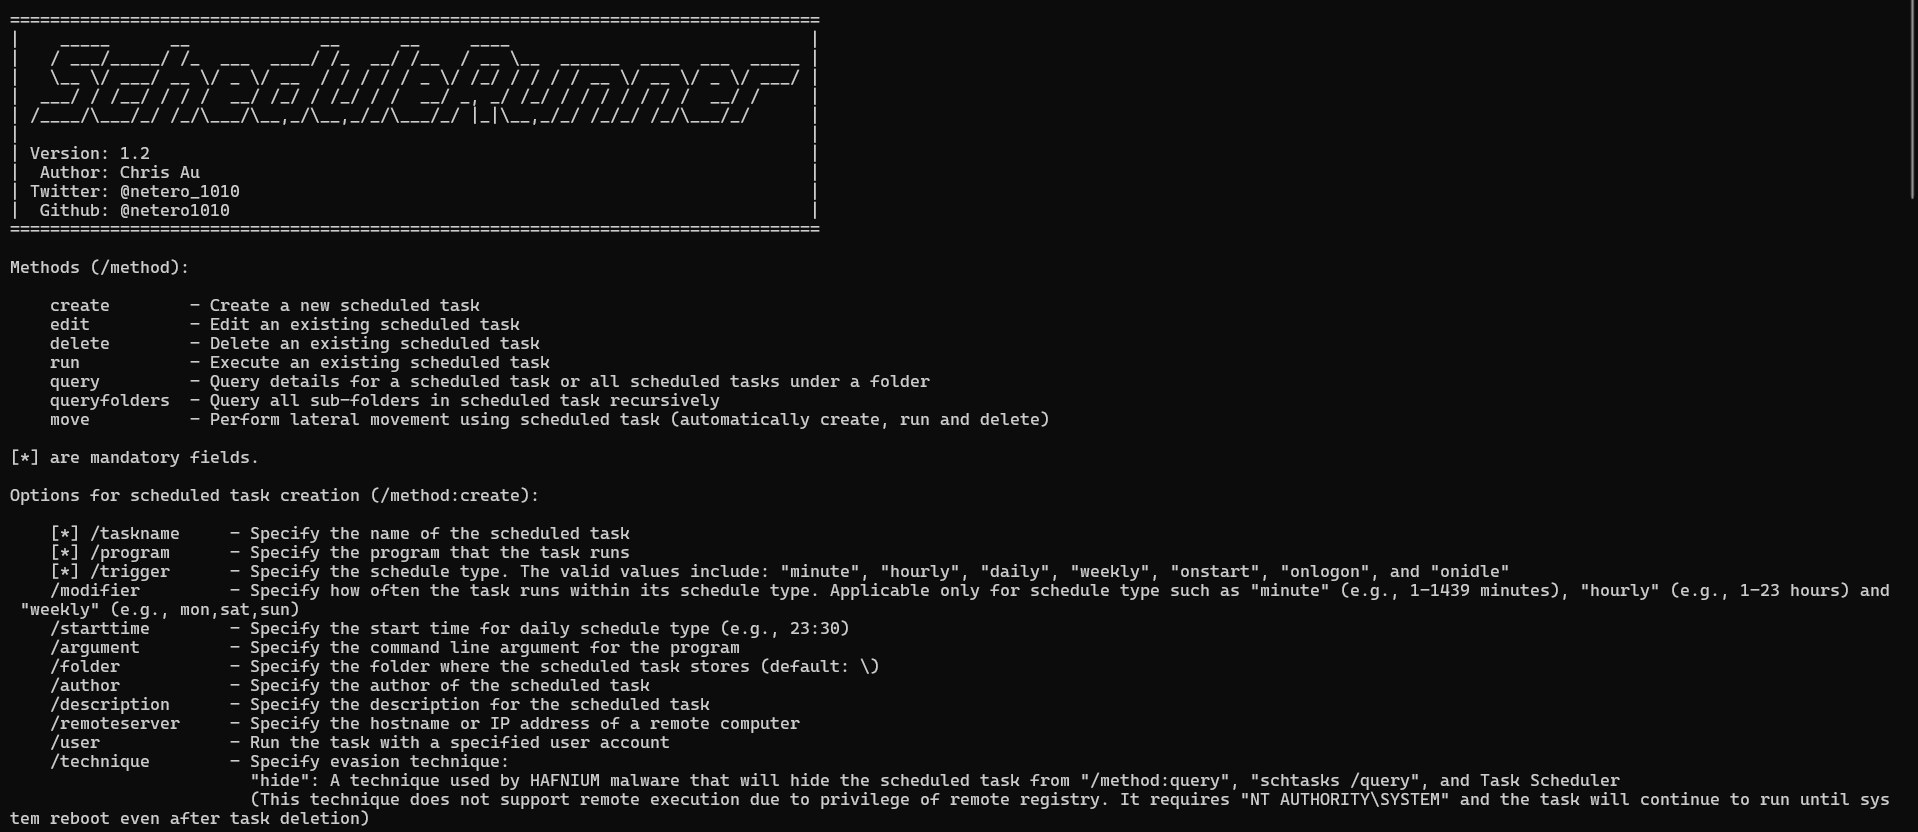 =================================================================================
|    _____      __             __      __     ____                              |
|   / ___/_____/ /_  ___  ____/ /_  __/ /__  / __ \__  ______  ____  ___  _____ |
|   \__ \/ ___/ __ \/ _ \/ __  / / / / / _ \/ /_/ / / / / __ \/ __ \/ _ \/ ___/ |
|  ___/ / /__/ / / /  __/ /_/ / /_/ / /  __/ _, _/ /_/ / / / / / / /  __/ /     |
| /____/\___/_/ /_/\___/\__,_/\__,_/_/\___/_/ |_|\__,_/_/ /_/_/ /_/\___/_/      |
|                                                                               |
| Version: 1.2                                                                  |
|  Author: Chris Au                                                             |
| Twitter: @netero_1010                                                         |
|  Github: @netero1010                                                          |
=================================================================================

Methods (/method):

    create        - Create a new scheduled task
    edit          - Edit an existing scheduled task
    delete        - Delete an existing scheduled task
    run           - Execute an existing scheduled task
    query         - Query details for a scheduled task or all scheduled tasks under a folder
    queryfolders  - Query all sub-folders in scheduled task recursively
    move          - Perform lateral movement using scheduled task (automatically create, run and delete)

[*] are mandatory fields.

Options for scheduled task creation (/method:create):

    [*] /taskname     - Specify the name of the scheduled task
    [*] /program      - Specify the program that the task runs
    [*] /trigger      - Specify the schedule type. The valid values include: "minute", "hourly", "daily", "weekly", "onstart", "onlogon", and "onidle"
    /modifier         - Specify how often the task runs within its schedule type. Applicable only for schedule type such as "minute" (e.g., 1-1439 minutes), "hourly" (e.g., 1-23 hours) and
 "weekly" (e.g., mon,sat,sun)
    /starttime        - Specify the start time for daily schedule type (e.g., 23:30)
    /argument         - Specify the command line argument for the program
    /folder           - Specify the folder where the scheduled task stores (default: \)
    /author           - Specify the author of the scheduled task
    /description      - Specify the description for the scheduled task
    /remoteserver     - Specify the hostname or IP address of a remote computer
    /user             - Run the task with a specified user account
    /technique        - Specify evasion technique:
                        "hide": A technique used by HAFNIUM malware that will hide the scheduled task from "/method:query", "schtasks /query", and Task Scheduler
                        (This technique does not support remote execution due to privilege of remote registry. It requires "NT AUTHORITY\SYSTEM" and the task will continue to run until sys
tem reboot even after task deletion)